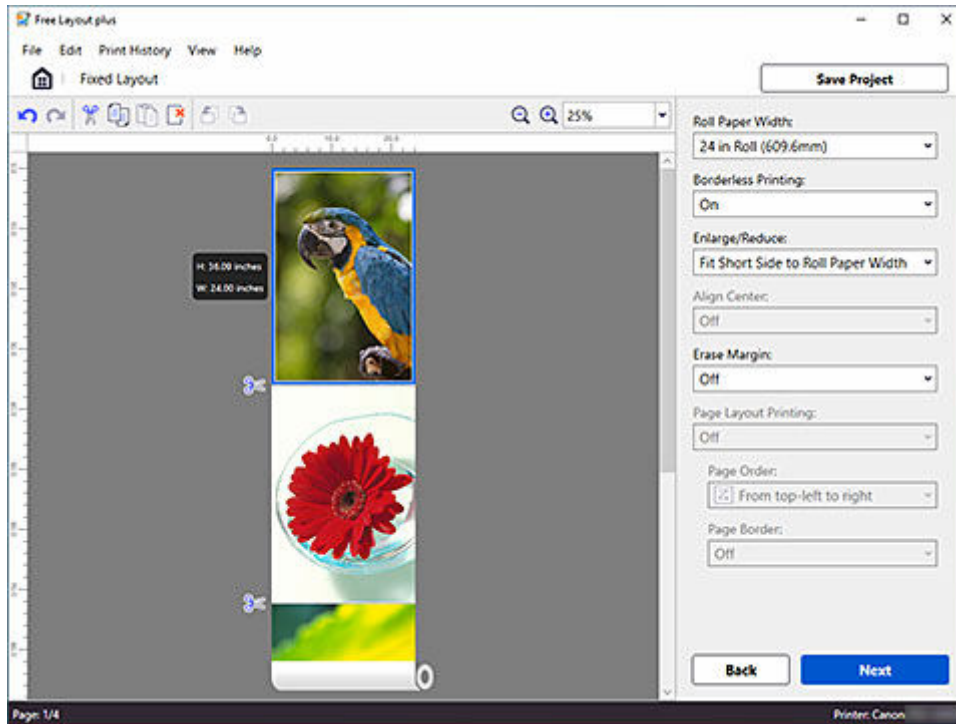 Free Layout plus
File Edit Print History View Help
Fixed Layout
Save Project
25%
Roll Paper Width:
24 in Roll (609.6mm)
Borderless Printing:
On
Enlarge/Reduce:
Fit Short Side to Roll Paper Width
Align Center:
Off
Erase Margin:
Off
Page Layout Printing:
Off
Page Order:
From top-left to right
Page Border:
Off
H: 36.00 inches
W: 24.00 inches
Back
Next
Page: 1/4
Printer: Canon